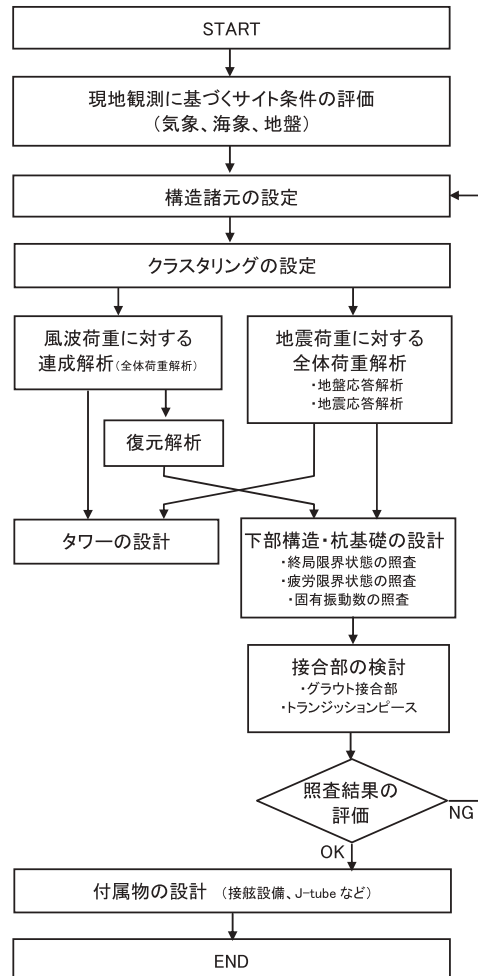 START
現地観測に基づくサイト条件の評価
(気象、海象、地盤)
構造諸元の設定
クラスタリングの設定
風波荷重に対する
連成解析(全体荷重解析)
地震荷重に対する
全体荷重解析
・地盤応答解析
・地震応答解析
復元解析
タワーの設計
下部構造・杭基礎の設計
・終局限界状態の照査
・疲労限界状態の照査
・固有振動数の照査
接合部の検討
・グラウト接合部
・トランジッションピース
照査結果の
評価
NG
OK
付属物の設計 (接舷設備、J-tube など)
END